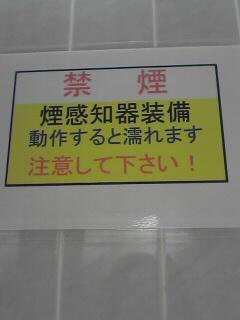 禁 煙
煙感知器装備
動作すると濡れます
注意して下さい！